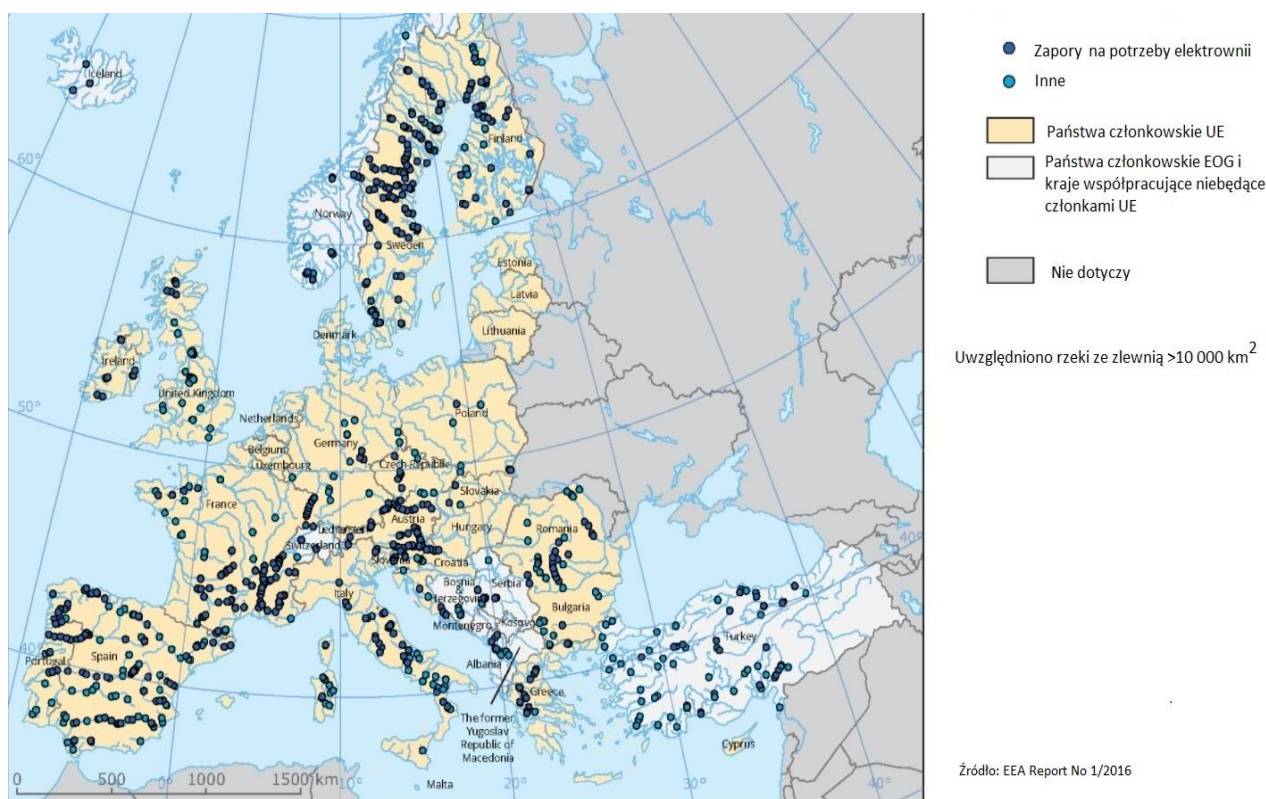 Iceland
60°
Norway
Finland
Sweden
Estonia
Latvia
Lithuania
Denmark
Ireland
United Kingdom
50°
50°
Netherlands
Poland
Germany
Belgium
Luxembourg
Czech Republic
Slovakia
France
Liechtenstein
Austria
Hungary
Switzerland
Romania
Slovenia
Croatia
40°
Italy
Bosnia
&
Herzegovina
Serbia
Bulgaria
Montenegro
Kosovo
Turkey
40°
Portugal
Spain
Albania
Greece
The former
Yugoslav
Republic of
Macedonia
Cyprus
Malta
0 500 1000 1500 km
10° 20° 30° 40°
Zapory na potrzeby elektrownii
Inne
Państwa członkowskie UE
Państwa członkowskie EOG i
kraje współpracujące niebędące
członkami UE
Nie dotyczy
Uwzględniono rzeki ze zlewnią >10 000 km²
Źródło: EEA Report No 1/2016